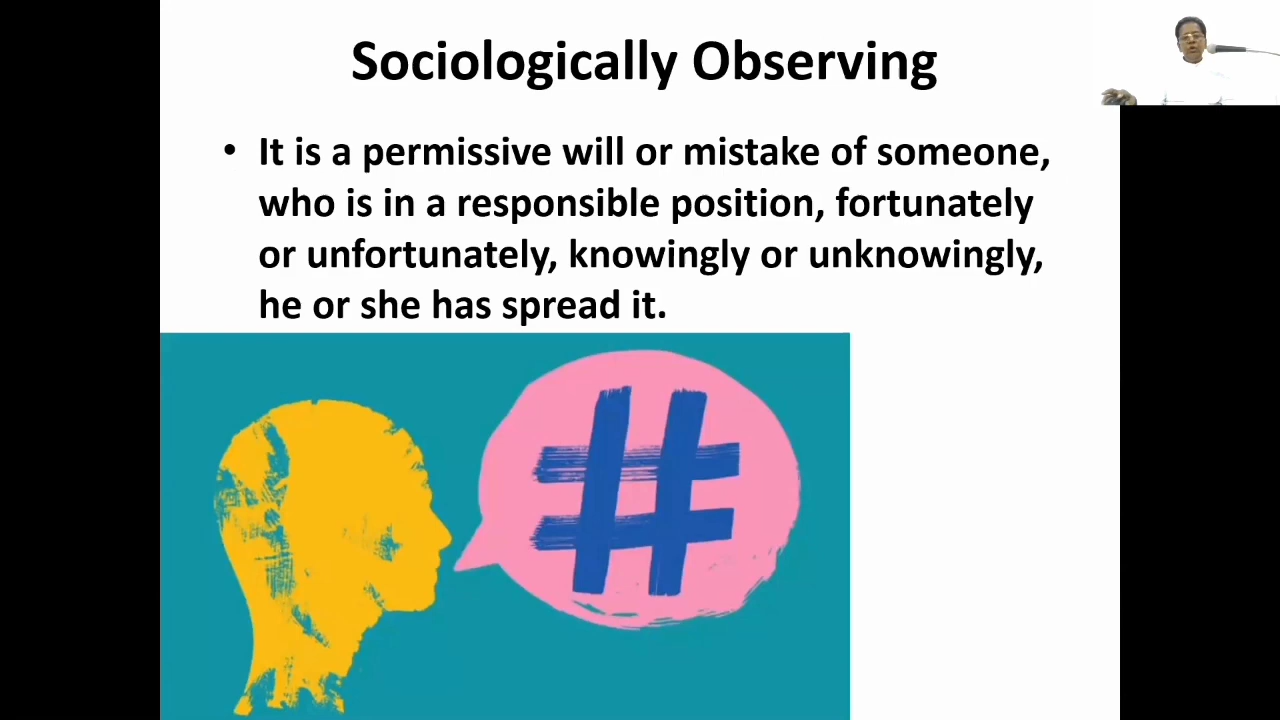 Sociologically Observing
• It is a permissive will or mistake of someone,
who is in a responsible position, fortunately
or unfortunately, knowingly or unknowingly,
he or she has spread it.
#